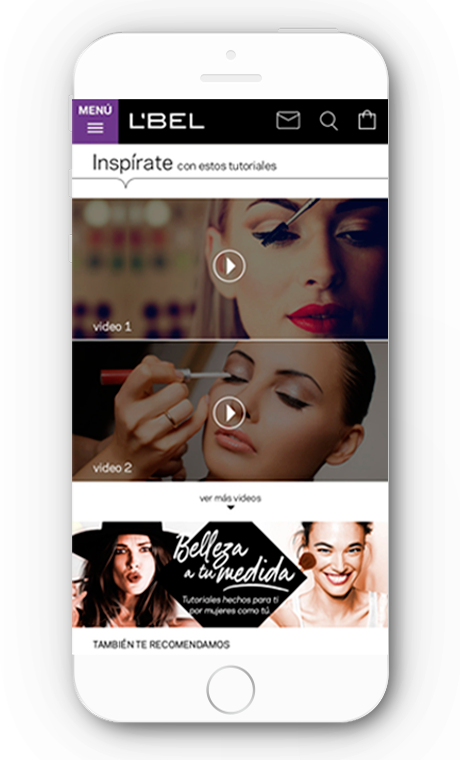 MENÚ
L'BEL
Inspírate con estos tutoriales
video 1
video 2
ver más videos
Belleza
a tu medida
Tutoriales hechos para ti
por mujeres como tú.
TAMBIÉN TE RECOMENDAMOS